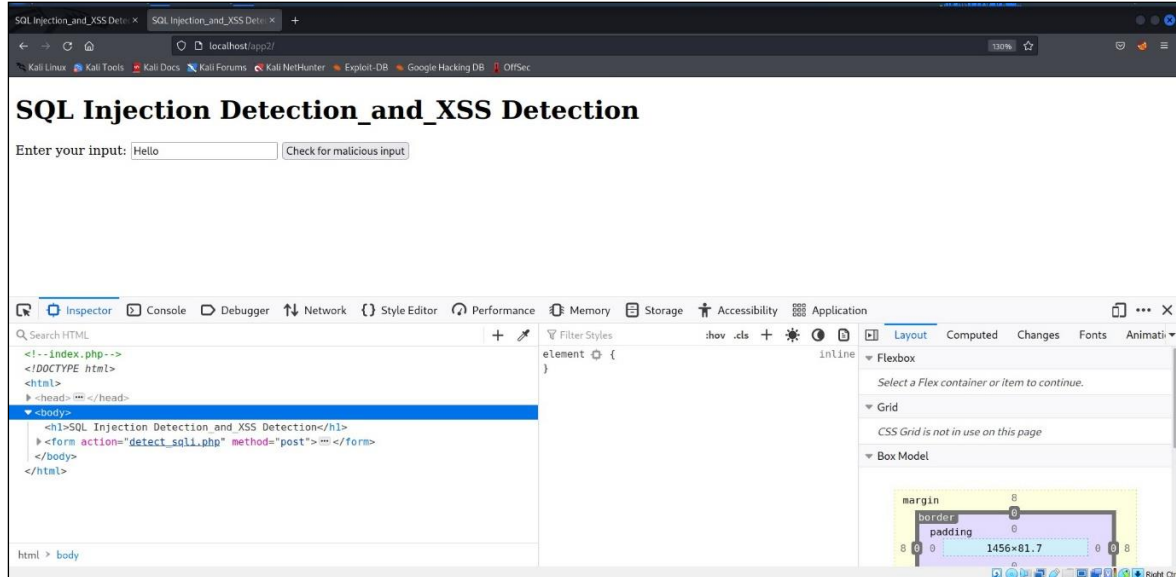 SQL Injection_and_XSS Dete
SQL Injection_and_XSS Dete
localhost/app2/
130%
Kali Linux Kali Tools Kali Docs Kali Forums Kali NetHunter Exploit-DB Google Hacking DB OffSec
SQL Injection Detection_and_XSS Detection
Enter your input: Hello Check for malicious input
Inspector Console Debugger Network {} Style Editor Performance Memory Storage Accessibility Application
Search HTML
<!--index.php-->
<!DOCTYPE html>
<html>
<head> ••• </head>
<body>
<h1>SQL Injection Detection_and_XSS Detection</h1>
<form action="detect_sqli.php" method="post"> ••• </form>
</body>
</html>
html > body
Filter Styles :hov .cls +
element { inline
}
Layout Computed Changes Fonts Animati
Flexbox
Select a Flex container or item to continue.
Grid
CSS Grid is not in use on this page
Box Model
margin 8
border 0
padding 0
8 0 0 1456×81.7 0 0 8
0
Right Ct